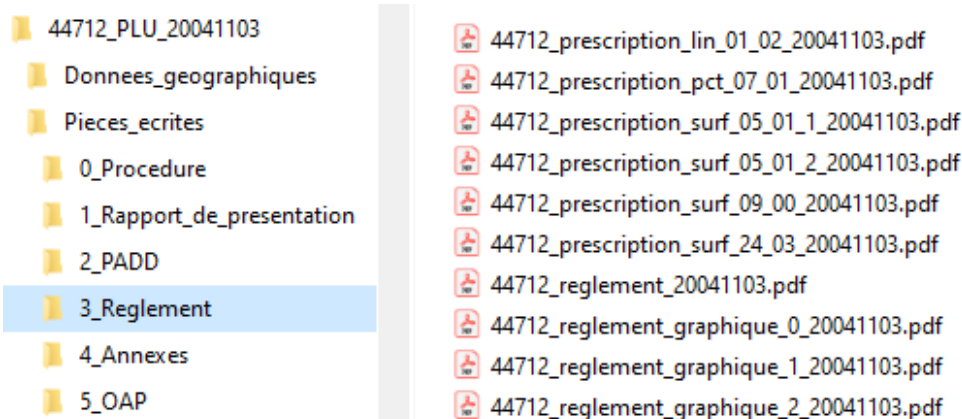 44712_PLU_20041103
Donnees_geographiques
Pieces_ecrites
0_Procedure
1_Rapport_de_presentation
2_PADD
3_Reglement
4_Annexes
5_OAP
44712_prescription_lin_01_02_20041103.pdf
44712_prescription_pct_07_01_20041103.pdf
44712_prescription_surf_05_01_1_20041103.pdf
44712_prescription_surf_05_01_2_20041103.pdf
44712_prescription_surf_09_00_20041103.pdf
44712_prescription_surf_24_03_20041103.pdf
44712_reglement_20041103.pdf
44712_reglement_graphique_0_20041103.pdf
44712_reglement_graphique_1_20041103.pdf
44712_reglement_graphique_2_20041103.pdf